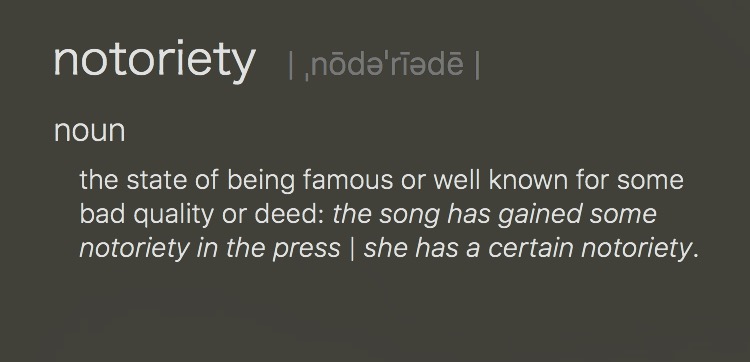 notoriety | ˌnōdəˈrīədē |
noun
the state of being famous or well known for some
bad quality or deed: the song has gained some
notoriety in the press | she has a certain notoriety.